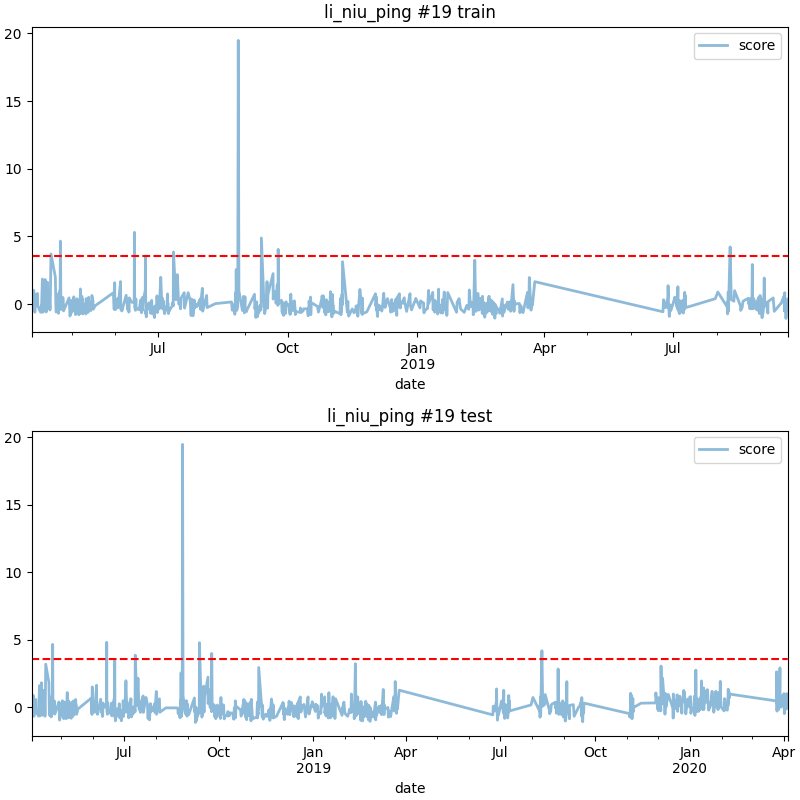 li_niu_ping #19 train
score
20
15
10
5
0
Jul
Oct
Jan
Apr
Jul
2019
date
li_niu_ping #19 test
score
20
15
10
5
0
Jul
Oct
Jan
Apr
Jul
Oct
Jan
Apr
2019
2020
date